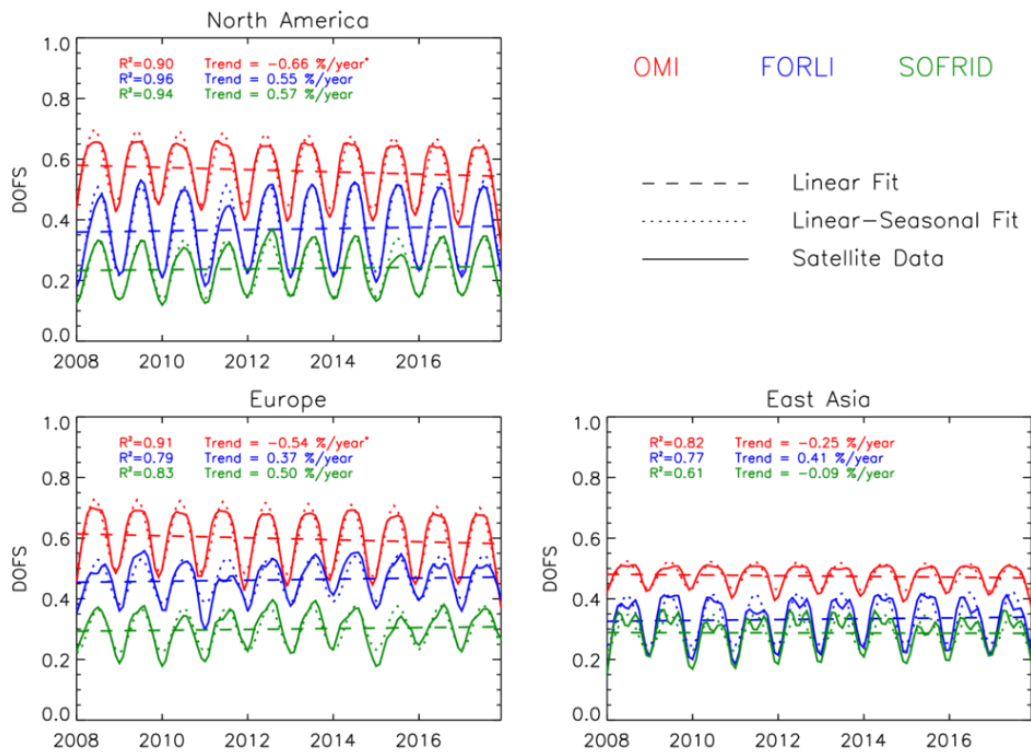 North America
1.0
R²=0.90 Trend = −0.66 %/year*
R²=0.96 Trend = 0.55 %/year
R²=0.94 Trend = 0.57 %/year
0.8
0.6
DOFS
0.4
0.2
0.0
2008 2010 2012 2014 2016
OMI FORLI SOFRID
Linear Fit
Linear−Seasonal Fit
Satellite Data
Europe
1.0
R²=0.91 Trend = −0.54 %/year*
R²=0.79 Trend = 0.37 %/year
R²=0.83 Trend = 0.50 %/year
0.8
0.6
DOFS
0.4
0.2
0.0
2008 2010 2012 2014 2016
East Asia
1.0
R²=0.82 Trend = −0.25 %/year
R²=0.77 Trend = 0.41 %/year
R²=0.61 Trend = −0.09 %/year
0.8
0.6
DOFS
0.4
0.2
0.0
2008 2010 2012 2014 2016